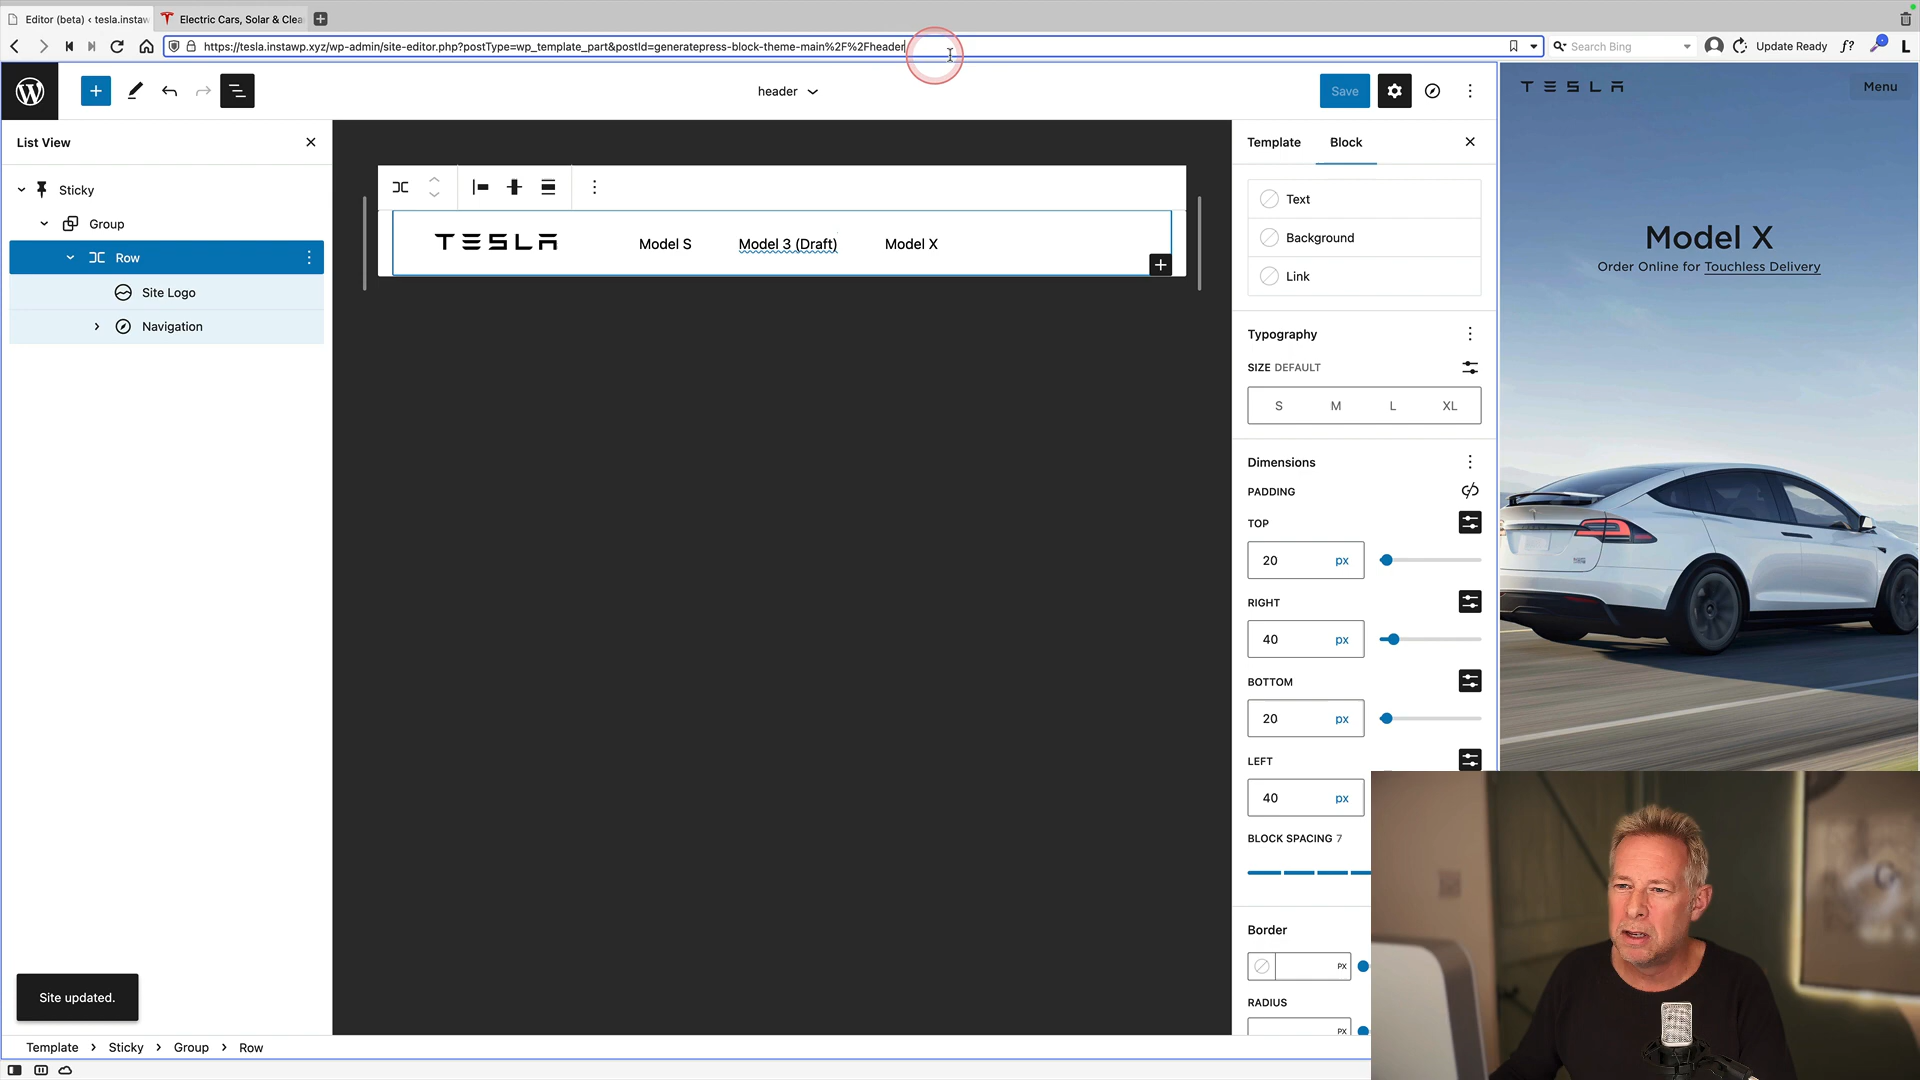 Editor (beta) ‹ tesla.instaw
Electric Cars, Solar & Clea
https://tesla.instawp.xyz/wp-admin/site-editor.php?postType=wp_template_part&postId=generatepress-block-theme-main%2F%2Fheader
Search Bing
Update Ready
f?
L
header
Save
TESLA
Menu
List View
Template
Block
Sticky
Group
Row
Site Logo
Navigation
TESLA
Model S
Model 3 (Draft)
Model X
Text
Background
Link
Typography
SIZE DEFAULT
S
M
L
XL
Dimensions
PADDING
TOP
20 px
RIGHT
40 px
BOTTOM
20 px
LEFT
40 px
BLOCK SPACING 7
Border
PX
RADIUS
PX
Model X
Order Online for Touchless Delivery
Site updated.
Template > Sticky > Group > Row